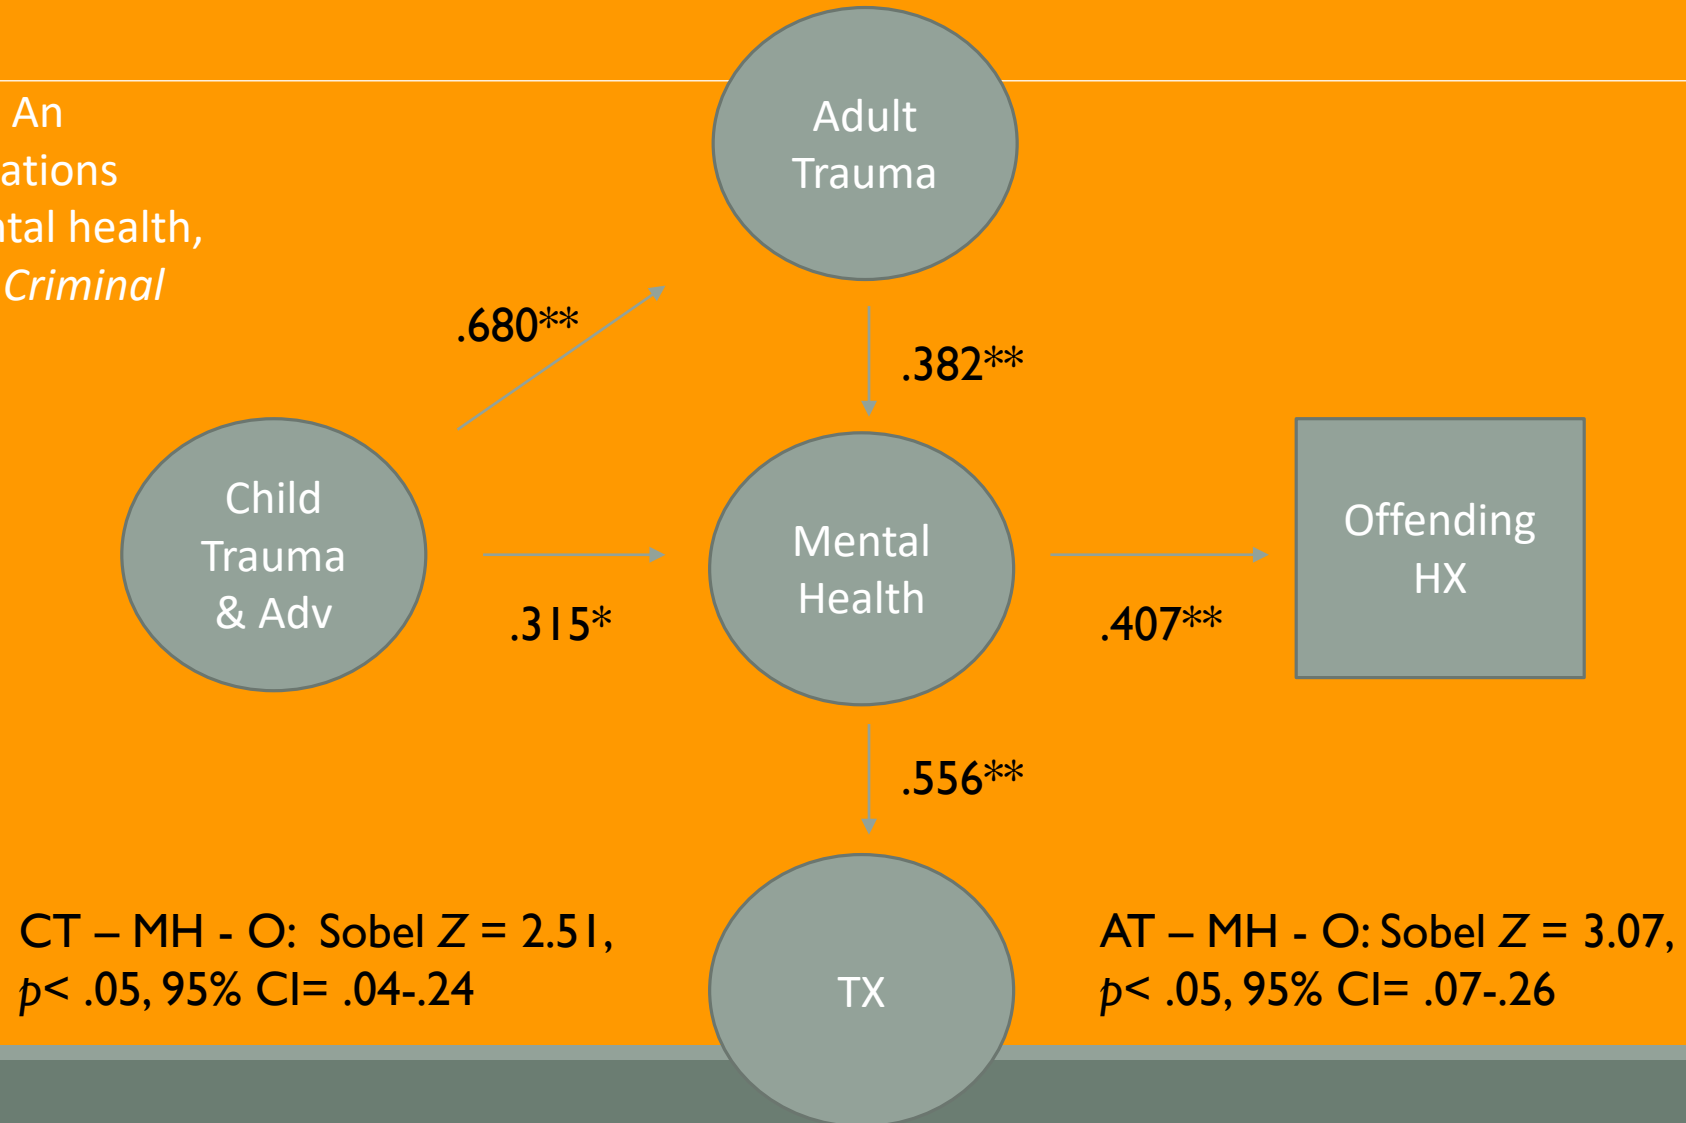 An
ations
ntal health,
Criminal
Adult
Trauma
.680**
.382**
Child
Trauma
& Adv
Mental
Health
Offending
HX
.315*
.407**
.556**
TX
CT – MH - O: Sobel Z = 2.51,
p< .05, 95% CI= .04-.24
AT – MH - O: Sobel Z = 3.07,
p< .05, 95% CI= .07-.26